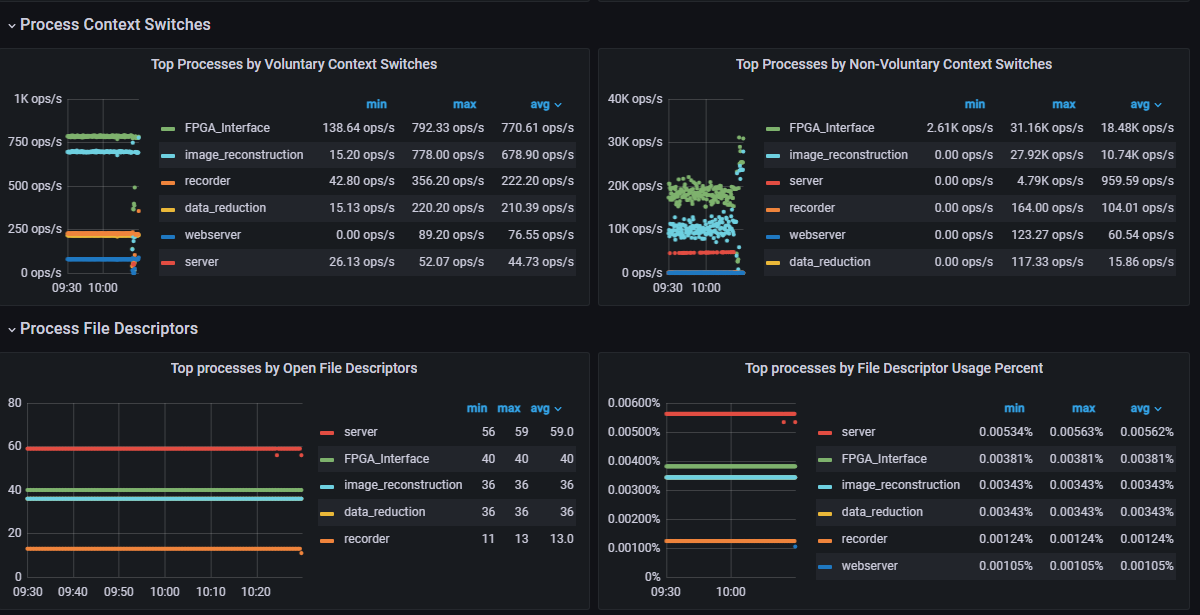 Process Context Switches
Top Processes by Voluntary Context Switches
1K ops/s
750 ops/s
500 ops/s
250 ops/s
0 ops/s
09:30 10:00
min max avg
FPGA_Interface 138.64 ops/s 792.33 ops/s 770.61 ops/s
image_reconstruction 15.20 ops/s 778.00 ops/s 678.90 ops/s
recorder 42.80 ops/s 356.20 ops/s 222.20 ops/s
data_reduction 15.13 ops/s 220.20 ops/s 210.39 ops/s
webserver 0.00 ops/s 89.20 ops/s 76.55 ops/s
server 26.13 ops/s 52.07 ops/s 44.73 ops/s
Top Processes by Non-Voluntary Context Switches
40K ops/s
30K ops/s
20K ops/s
10K ops/s
0 ops/s
09:30 10:00
min max avg
FPGA_Interface 2.61K ops/s 31.16K ops/s 18.48K ops/s
image_reconstruction 0.00 ops/s 27.92K ops/s 10.74K ops/s
server 0.00 ops/s 4.79K ops/s 959.59 ops/s
recorder 0.00 ops/s 164.00 ops/s 104.01 ops/s
webserver 0.00 ops/s 123.27 ops/s 60.54 ops/s
data_reduction 0.00 ops/s 117.33 ops/s 15.86 ops/s
Process File Descriptors
Top processes by Open File Descriptors
80
60
40
20
0
09:30 09:40 09:50 10:00 10:10 10:20
min max avg
server 56 59 59.0
FPGA_Interface 40 40 40
image_reconstruction 36 36 36
data_reduction 36 36 36
recorder 11 13 13.0
Top processes by File Descriptor Usage Percent
0.00600%
0.00500%
0.00400%
0.00300%
0.00200%
0.00100%
0%
09:30 10:00
min max avg
server 0.00534% 0.00563% 0.00562%
FPGA_Interface 0.00381% 0.00381% 0.00381%
image_reconstruction 0.00343% 0.00343% 0.00343%
data_reduction 0.00343% 0.00343% 0.00343%
recorder 0.00124% 0.00124% 0.00124%
webserver 0.00105% 0.00105% 0.00105%